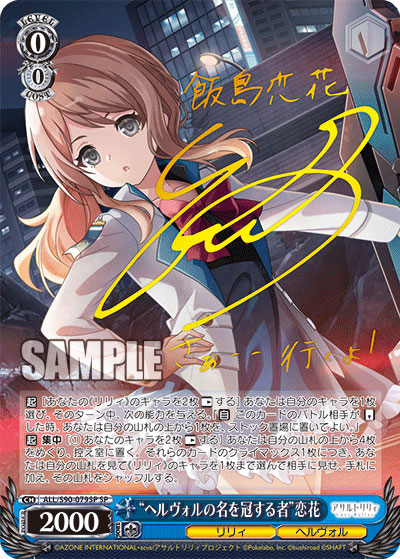 LEVEL
0
0
COST
飯島恋花
さぁーー行くよ！
SAMPLE
起［あなたの《リリィ》のキャラを2枚する］あなたは自分のキャラを1枚
選び、そのターン中、次の能力を与える。『自 このカードのバトル相手が
した時、あなたは自分の山札の上から1枚を、ストック置場に置いてよい。』
起 集中［①あなたの《リリィ》のキャラを2枚する］あなたは自分の山札の上から4枚
をめくり、控え室に置く。それらのカードのクライマックス1枚につき、あな
たは自分の山札を見て《リリィ》のキャラを1枚まで選んで相手に見せ、手札に
加え、その山札をシャッフルする。
CH ALL/S90-079SP SP
2000
“ヘルヴォルの名を冠する者”恋花
アサルトリリィ
リリィ
ヘルヴォル
©AZONE INTERNATIONAL・acus/アサルトリリィプロジェクト ©Pokelabo, Inc. ©bushiroad ©SHAFT